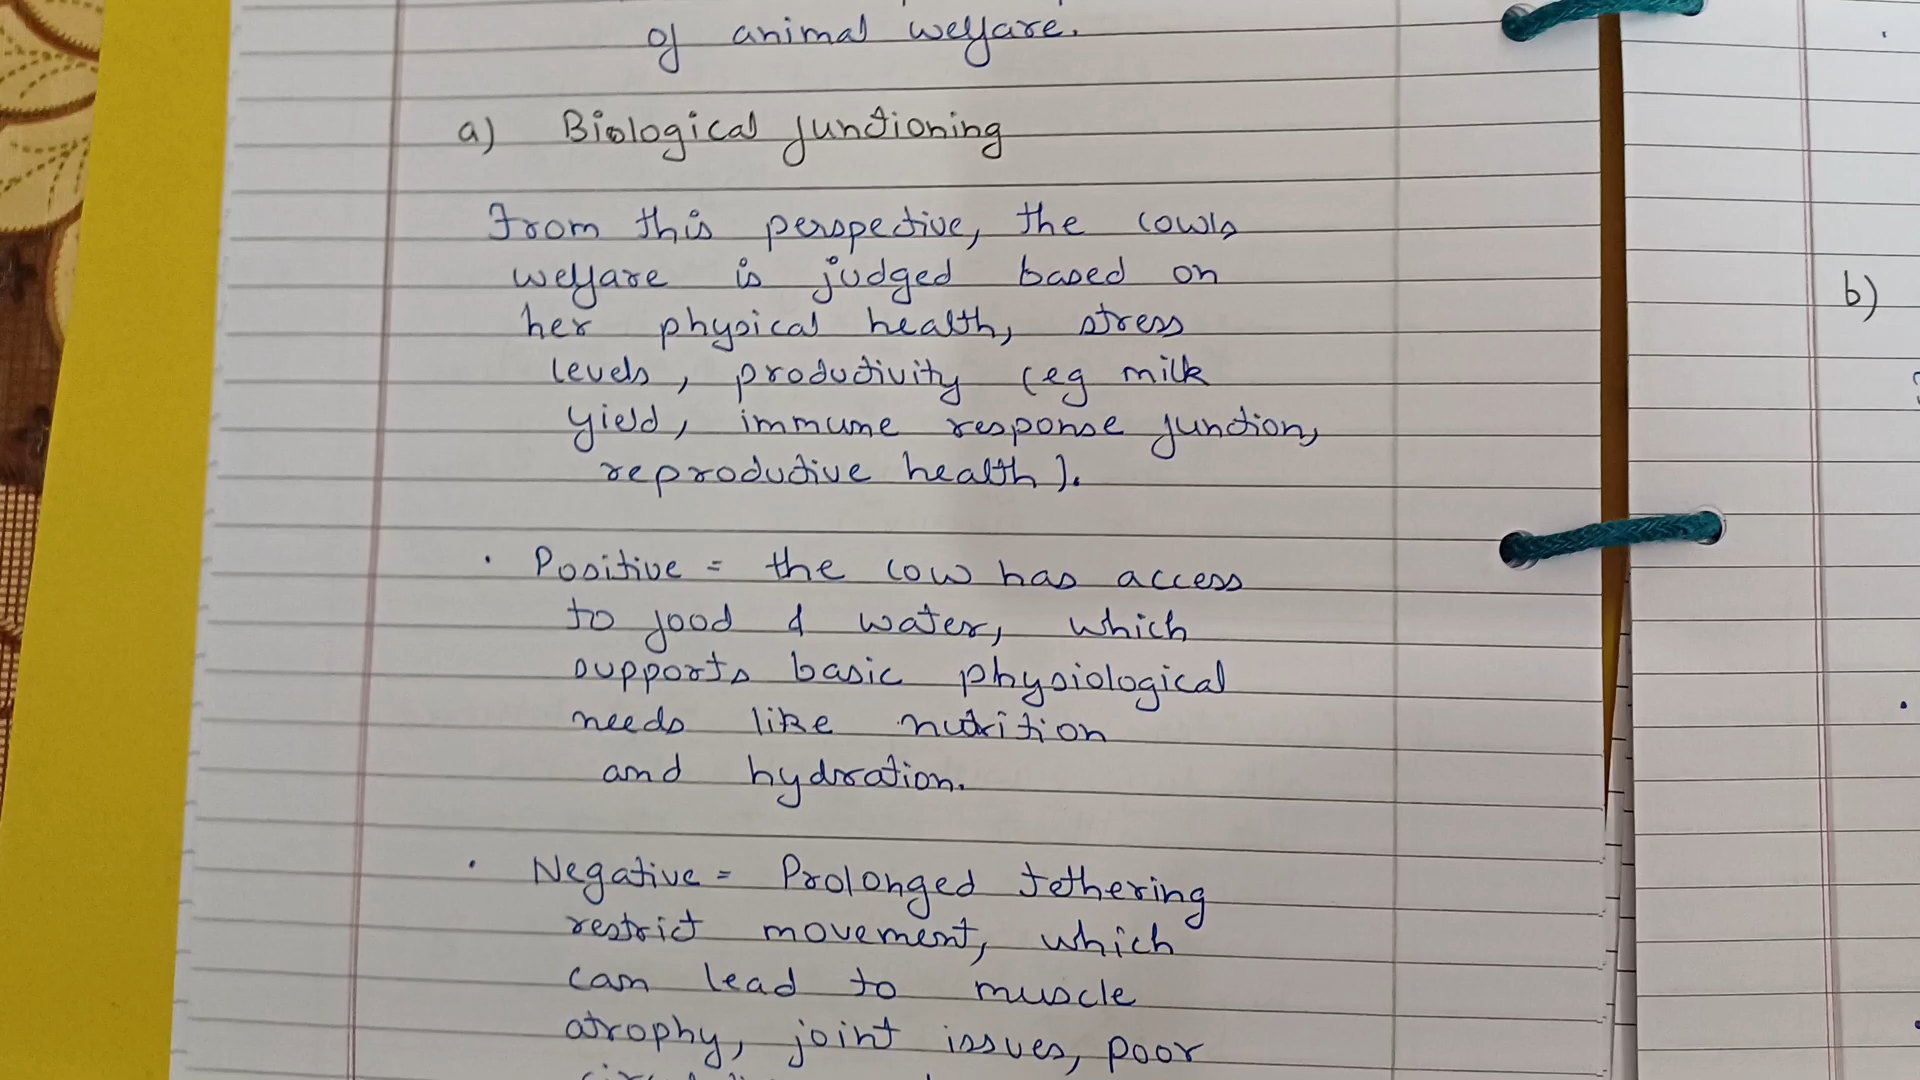 of animal welfare.
a) Biological functioning
From this perspective, the cow's
welfare is judged based on
her physical health, stress
levels, productivity (eg milk
yield, immune response function,
reproductive health).
· Positive = the cow has access
to food & water, which
supports basic physiological
needs like nutrition
and hydration.
· Negative = Prolonged tethering
restrict movement, which
can lead to muscle
atrophy, joint issues, poor
b)